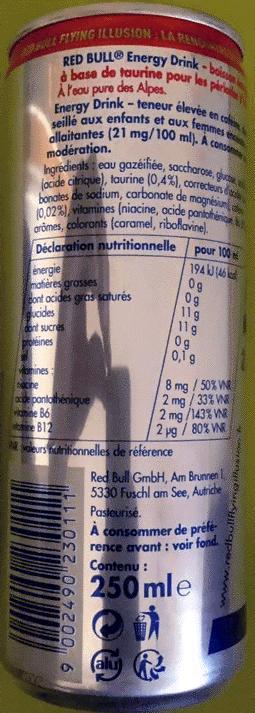 RED BULL FLYING ILLUSION : LA
RED BULL® Energy Drink - boisson
à base de taurine pour les
À l'eau pure des Alpes.
Energy Drink – teneur élevée en
seillé aux enfants et aux femmes
allaitantes (21 mg/100 ml). À
modération.
Ingrédients : eau gazéifiée, saccharose,
(acide citrique), taurine (0,4%), correcteurs
bonates de sodium, carbonate de magnésium),
(0,02%), vitamines (niacine, acide pantothénique,
arômes, colorants (caramel, riboflavine).
Déclaration nutritionnelle pour 100
énergie 194 kJ (46
matières grasses 0 g
dont acides gras saturés 0 g
glucides 11 g
dont sucres 11 g
protéines 0 g
sel 0,1 g
vitamines :
niacine 8 mg / 50% VNR
acide pantothénique 2 mg / 33% VNR
vitamine B6 2 mg / 143% VNR
vitamine B12 2 µg / 80% VNR
valeurs nutritionnelles de référence
Red Bull GmbH, Am Brunnen 1,
5330 Fuschl am See, Autriche
Pasteurisé.
À consommer de préfé-
rence avant : voir fond.
Contenu :
250 ml e
alu
9 002490 230111
www.redbullflyingillusion.